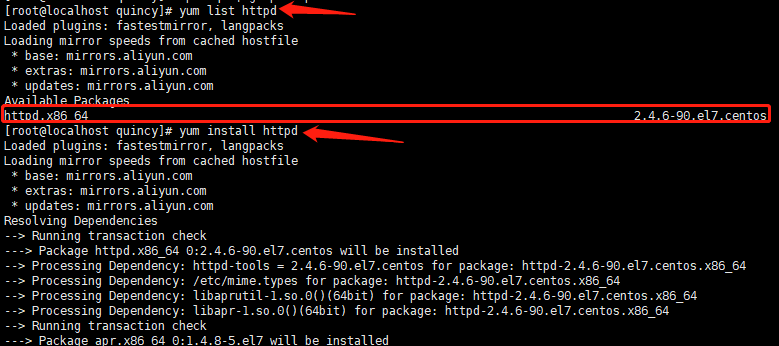 [root@localhost quincy]# yum list httpd
Loaded plugins: fastestmirror, langpacks
Loading mirror speeds from cached hostfile
 * base: mirrors.aliyun.com
 * extras: mirrors.aliyun.com
 * updates: mirrors.aliyun.com
Available Packages
httpd.x86_64 2.4.6-90.el7.centos
[root@localhost quincy]# yum install httpd
Loaded plugins: fastestmirror, langpacks
Loading mirror speeds from cached hostfile
 * base: mirrors.aliyun.com
 * extras: mirrors.aliyun.com
 * updates: mirrors.aliyun.com
Resolving Dependencies
--> Running transaction check
---> Package httpd.x86_64 0:2.4.6-90.el7.centos will be installed
--> Processing Dependency: httpd-tools = 2.4.6-90.el7.centos for package: httpd-2.4.6-90.el7.centos.x86_64
--> Processing Dependency: /etc/mime.types for package: httpd-2.4.6-90.el7.centos.x86_64
--> Processing Dependency: libaprutil-1.so.0()(64bit) for package: httpd-2.4.6-90.el7.centos.x86_64
--> Processing Dependency: libapr-1.so.0()(64bit) for package: httpd-2.4.6-90.el7.centos.x86_64
--> Running transaction check
---> Package apr.x86_64 0:1.4.8-5.el7 will be installed